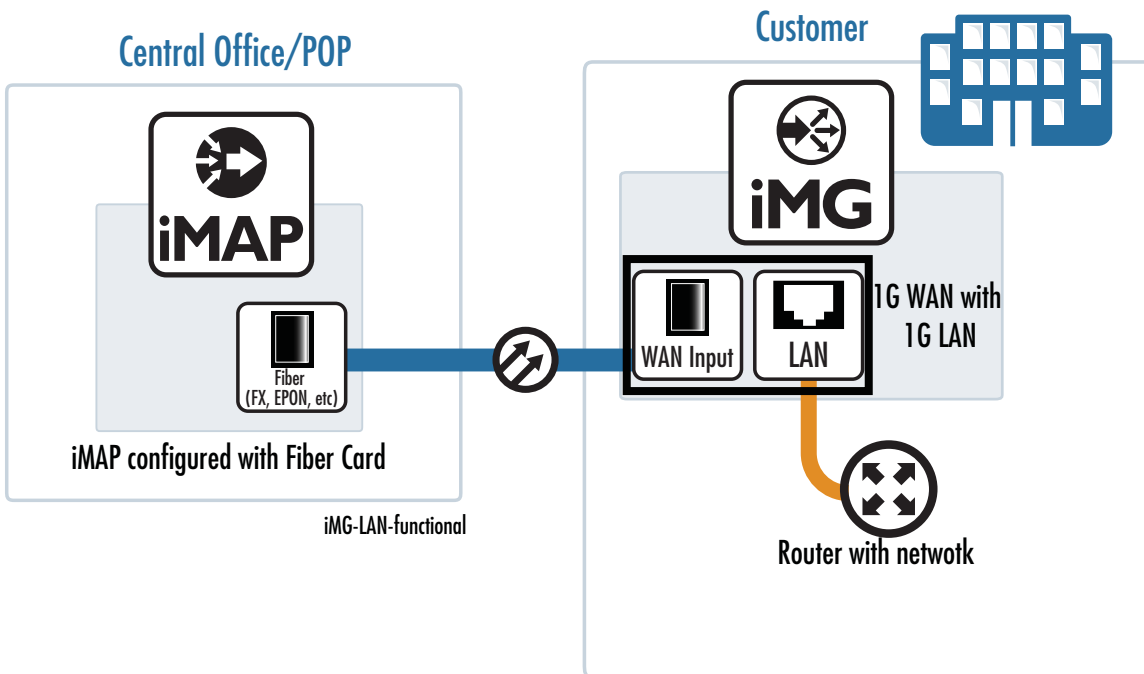 Central Office/POP
Customer
iMAP
iMG
Fiber
(FX, EPON, etc)
WAN Input
LAN
1G WAN with
1G LAN
iMAP configured with Fiber Card
iMG-LAN-functional
Router with netwotk